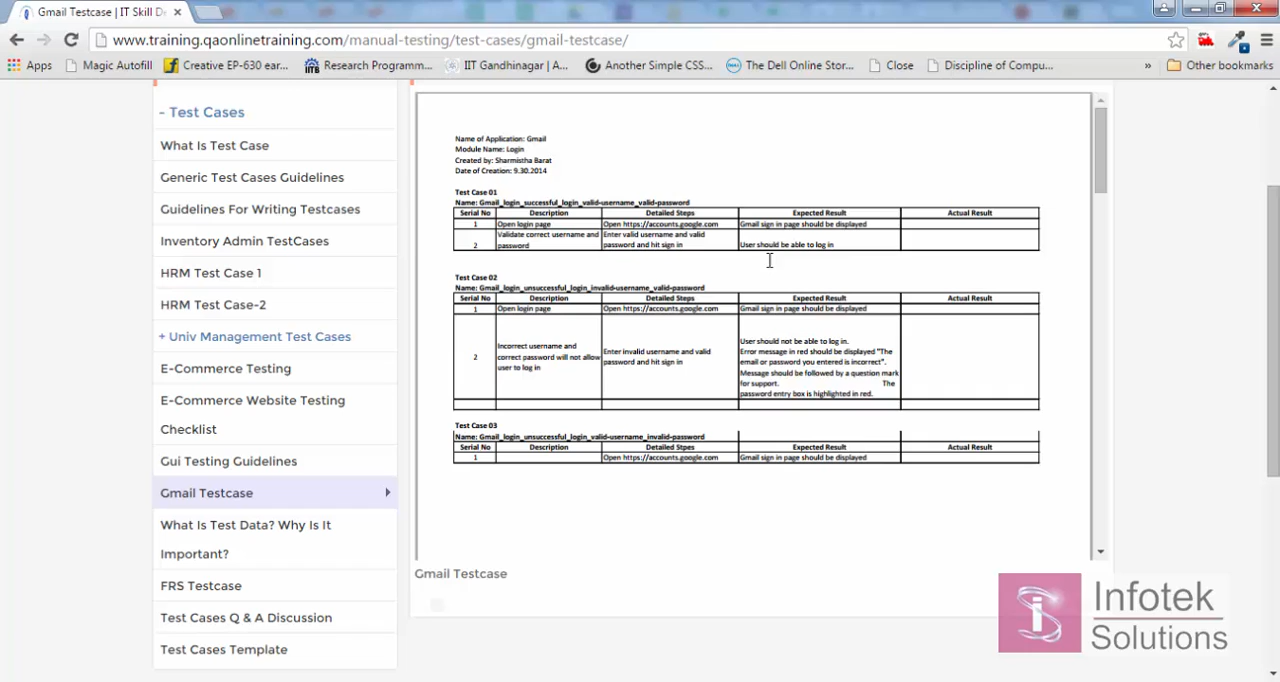 Gmail Testcase | IT Skill De
www.training.qaonlinetraining.com/manual-testing/test-cases/gmail-testcase/
Apps Magic Autofill Creative EP-630 ear... Research Programm... IIT Gandhinagar | A... Another Simple CSS... The Dell Online Stor... Close Discipline of Compu... » Other bookmarks
- Test Cases
What Is Test Case
Generic Test Cases Guidelines
Guidelines For Writing Testcases
Inventory Admin TestCases
HRM Test Case 1
HRM Test Case-2
+ Univ Management Test Cases
E-Commerce Testing
E-Commerce Website Testing
Checklist
Gui Testing Guidelines
Gmail Testcase
What Is Test Data? Why Is It
Important?
FRS Testcase
Test Cases Q & A Discussion
Test Cases Template
Name of Application: Gmail
Module Name: Login
Created by: Sharmistha Barat
Date of Creation: 9.30.2014
Test Case 01
Name: Gmail_login_successful_login_valid-username_valid-password
Serial No Description Detailed Steps Expected Result Actual Result
1 Open login page Open https://accounts.google.com Gmail sign in page should be displayed
Validate correct username and Enter valid username and valid
2 password password and hit sign in User should be able to log in
Test Case 02
Name: Gmail_login_unsuccessful_login_invalid-username_valid-password
Serial No Description Detailed Steps Expected Result Actual Result
1 Open login page Open https://accounts.google.com Gmail sign in page should be displayed
User should not be able to log in.
Incorrect username and Enter invalid username and valid Error message in red should be displayed "The
2 correct password will not allow password and hit sign in email or password you entered is incorrect".
user to log in Message should be followed by a question mark
for support. The
password entry box is highlighted in red.
Test Case 03
Name: Gmail_login_unsuccessful_login_valid-username_invalid-password
Serial No Description Detailed Stpes Expected Result Actual Result
1 Open https://accounts.google.com Gmail sign in page should be displayed
Gmail Testcase
Infotek
Solutions